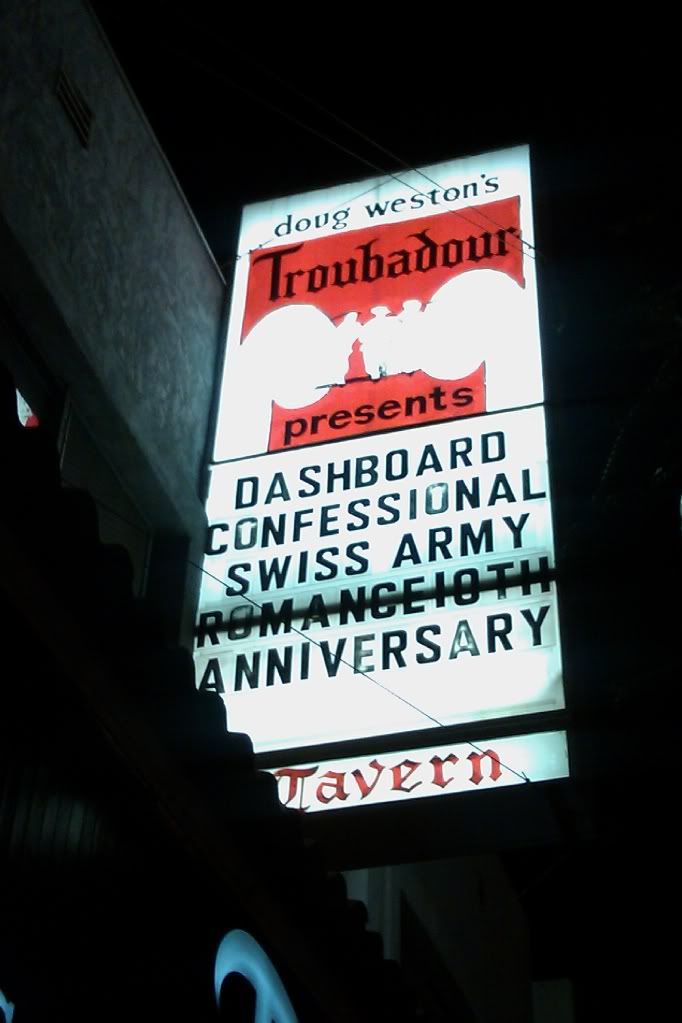 doug weston's
Troubadour
presents
DASHBOARD
CONFESSIONAL
SWISS ARMY
ROMANCE10TH
ANNIVERSARY
Tavern